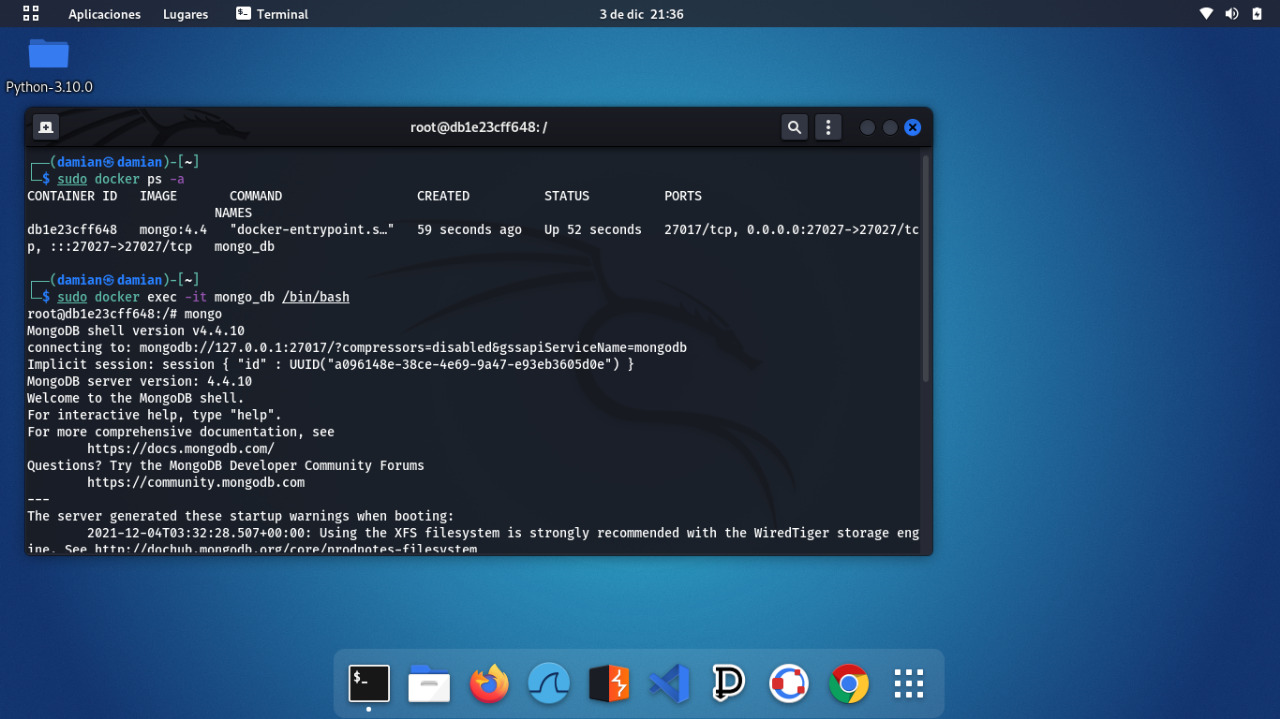 Aplicaciones Lugares Terminal 3 de dic 21:36
Python-3.10.0
root@db1e23cff648: /
┌──(damian㉿damian)-[~]
└─$ sudo docker ps -a
CONTAINER ID IMAGE COMMAND CREATED STATUS PORTS
NAMES
db1e23cff648 mongo:4.4 "docker-entrypoint.s…" 59 seconds ago Up 52 seconds 27017/tcp, 0.0.0.0:27027->27027/tc
p, :::27027->27027/tcp mongo_db
┌──(damian㉿damian)-[~]
└─$ sudo docker exec -it mongo_db /bin/bash
root@db1e23cff648:/# mongo
MongoDB shell version v4.4.10
connecting to: mongodb://127.0.0.1:27017/?compressors=disabled&gssapiServiceName=mongodb
Implicit session: session { "id" : UUID("a096148e-38ce-4e69-9a47-e93eb3605d0e") }
MongoDB server version: 4.4.10
Welcome to the MongoDB shell.
For interactive help, type "help".
For more comprehensive documentation, see
https://docs.mongodb.com/
Questions? Try the MongoDB Developer Community Forums
https://community.mongodb.com
---
The server generated these startup warnings when booting:
2021-12-04T03:32:28.507+00:00: Using the XFS filesystem is strongly recommended with the WiredTiger storage eng
ine. See http://dochub.mongodb.org/core/prodnotes-filesystem
$_